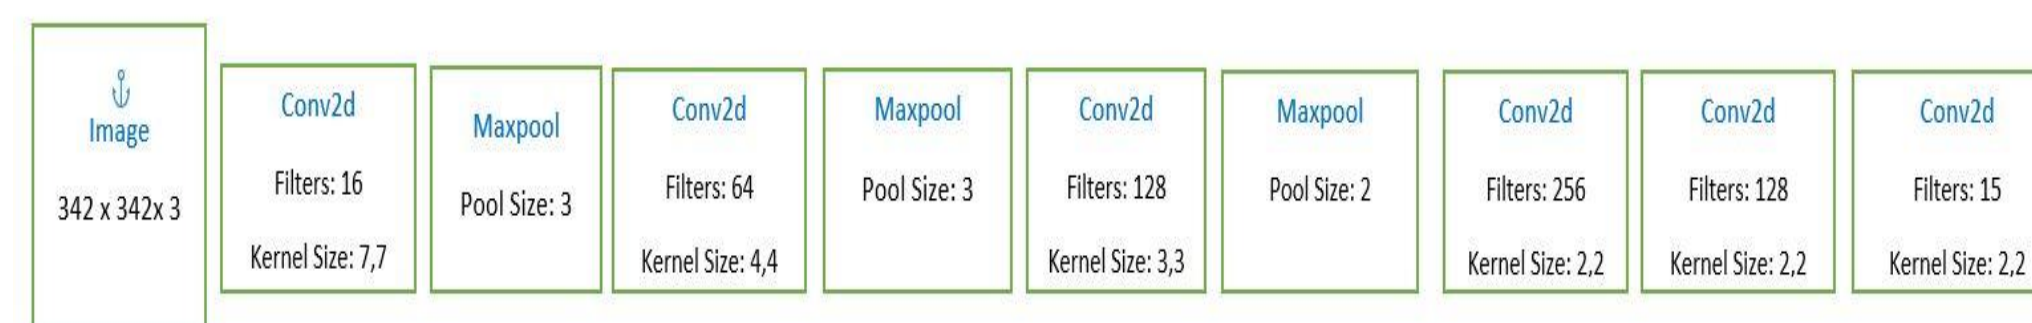 Image
342 x 342x 3
Conv2d
Filters: 16
Kernel Size: 7,7
Maxpool
Pool Size: 3
Conv2d
Filters: 64
Kernel Size: 4,4
Maxpool
Pool Size: 3
Conv2d
Filters: 128
Kernel Size: 3,3
Maxpool
Pool Size: 2
Conv2d
Filters: 256
Kernel Size: 2,2
Conv2d
Filters: 128
Kernel Size: 2,2
Conv2d
Filters: 15
Kernel Size: 2,2